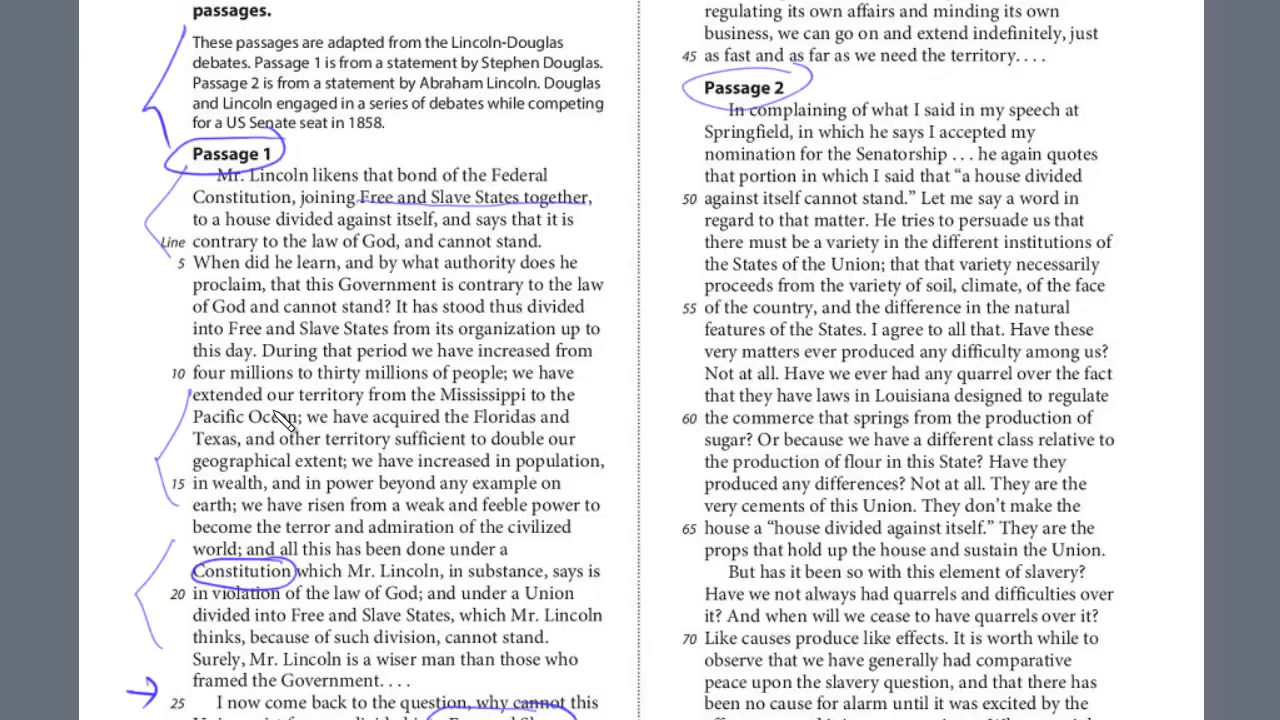 passages.
These passages are adapted from the Lincoln-Douglas
debates. Passage 1 is from a statement by Stephen Douglas.
Passage 2 is from a statement by Abraham Lincoln. Douglas
and Lincoln engaged in a series of debates while competing
for a US Senate seat in 1858.
Passage 1
Mr. Lincoln likens that bond of the Federal
Constitution, joining Free and Slave States together,
to a house divided against itself, and says that it is
Line contrary to the law of God, and cannot stand.
5 When did he learn, and by what authority does he
proclaim, that this Government is contrary to the law
of God and cannot stand? It has stood thus divided
into Free and Slave States from its organization up to
this day. During that period we have increased from
10 four millions to thirty millions of people; we have
extended our territory from the Mississippi to the
Pacific Ocean; we have acquired the Floridas and
Texas, and other territory sufficient to double our
geographical extent; we have increased in population,
15 in wealth, and in power beyond any example on
earth; we have risen from a weak and feeble power to
become the terror and admiration of the civilized
world; and all this has been done under a
Constitution which Mr. Lincoln, in substance, says is
20 in violation of the law of God; and under a Union
divided into Free and Slave States, which Mr. Lincoln
thinks, because of such division, cannot stand.
Surely, Mr. Lincoln is a wiser man than those who
framed the Government. . . .
25 I now come back to the question, why cannot this
regulating its own affairs and minding its own
business, we can go on and extend indefinitely, just
45 as fast and as far as we need the territory. . . .
Passage 2
In complaining of what I said in my speech at
Springfield, in which he says I accepted my
nomination for the Senatorship . . . he again quotes
that portion in which I said that “a house divided
50 against itself cannot stand.” Let me say a word in
regard to that matter. He tries to persuade us that
there must be a variety in the different institutions of
the States of the Union; that that variety necessarily
proceeds from the variety of soil, climate, of the face
55 of the country, and the difference in the natural
features of the States. I agree to all that. Have these
very matters ever produced any difficulty among us?
Not at all. Have we ever had any quarrel over the fact
that they have laws in Louisiana designed to regulate
60 the commerce that springs from the production of
sugar? Or because we have a different class relative to
the production of flour in this State? Have they
produced any differences? Not at all. They are the
very cements of this Union. They don’t make the
65 house a “house divided against itself.” They are the
props that hold up the house and sustain the Union.
But has it been so with this element of slavery?
Have we not always had quarrels and difficulties over
it? And when will we cease to have quarrels over it?
70 Like causes produce like effects. It is worth while to
observe that we have generally had comparative
peace upon the slavery question, and that there has
been no cause for alarm until it was excited by the